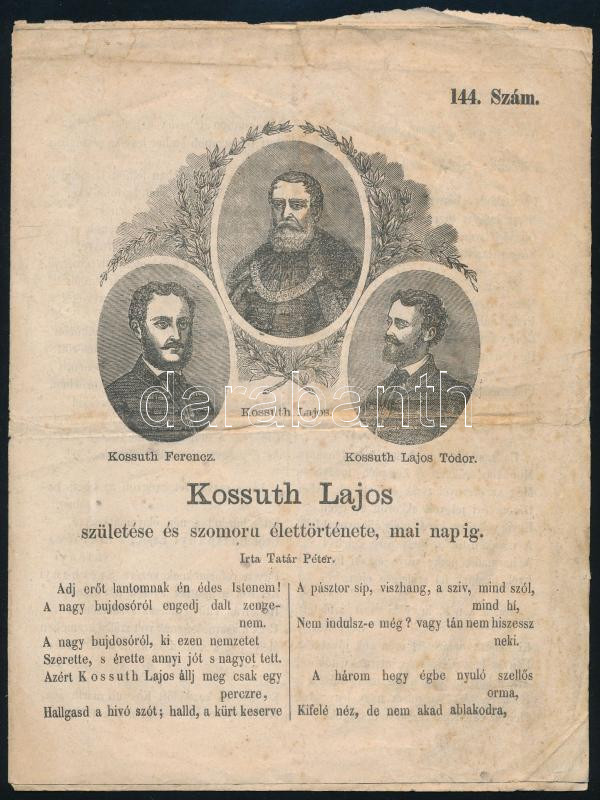 144. Szám.
Kossuth Lajos.
Kossuth Ferencz.
Kossuth Lajos Tódor.
darabanth
Kossuth Lajos
születése és szomoru élettörténete, mai napig.
Irta Tatár Péter.
Adj erőt lantomnak én édes Istenem!
A nagy bujdosóról engedj dalt zenge-
nem.
A nagy bujdosóról, ki ezen nemzetet
Szerette, s érette annyi jót s nagyot tett.
Azért Kossuth Lajos állj meg csak egy
perczre,
Hallgasd a hivó szót; halld, a kürt keserve
A pásztor síp, viszhang, a sziv, mind szól,
mind hí,
Nem indulsz-e még? vagy tán nem hiszessz
neki.
A három hegy égbe nyuló szellős
orma,
Kifelé néz, de nem akad ablakodra,